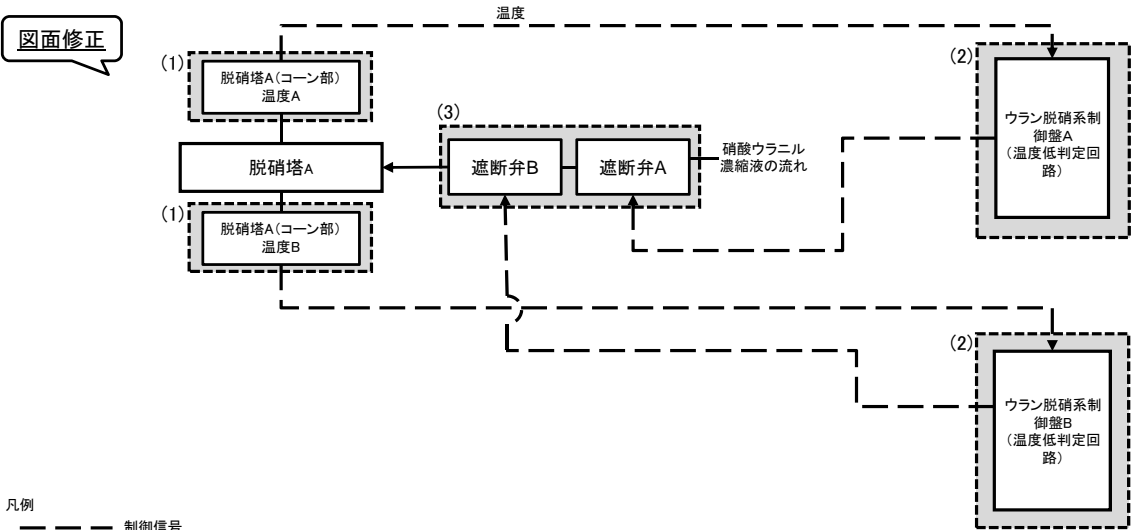 温度
図面修正
(1)
脱硝塔A(コーン部)
温度A
(2)
ウラン脱硝系制
御盤A
(温度低判定回
路)
(3)
遮断弁B
遮断弁A
硝酸ウラニル
濃縮液の流れ
脱硝塔A
(1)
脱硝塔A(コーン部)
温度B
(2)
ウラン脱硝系制
御盤B
(温度低判定回
路)
凡例
制御信号